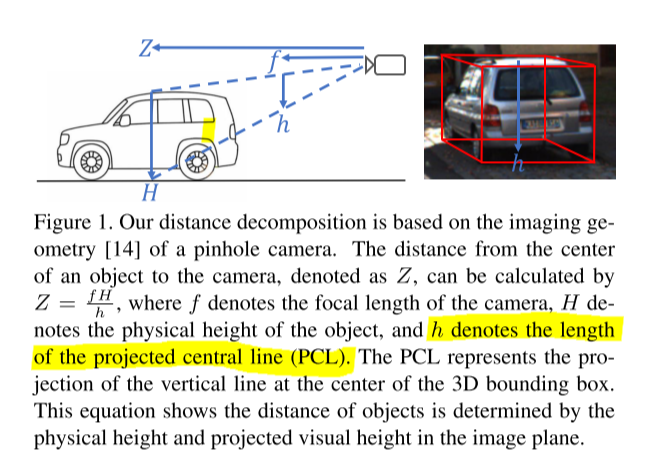 Z
f
h
H
h
Figure 1. Our distance decomposition is based on the imaging ge-
ometry [14] of a pinhole camera. The distance from the center
of an object to the camera, denoted as Z, can be calculated by
Z = fH/h, where f denotes the focal length of the camera, H de-
notes the physical height of the object, and h denotes the length
of the projected central line (PCL). The PCL represents the pro-
jection of the vertical line at the center of the 3D bounding box.
This equation shows the distance of objects is determined by the
physical height and projected visual height in the image plane.